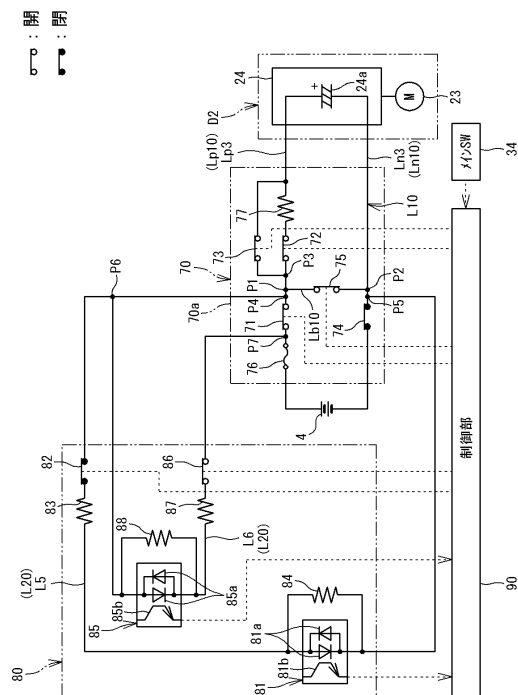 ：開
：閉
24
24a
+
D2
M
23
(Lp10)
Lp3
Ln3
(Ln10)
メインSW
34
70
70a
77
73
72
L10
P3
75
P1
P4
P2
71
Lb10
P5
P7
74
76
4
P6
制御部
90
82
83
86
87
88
L6
(L20)
85b
85a
85
84
81a
81b
81
(L20)
L5
80